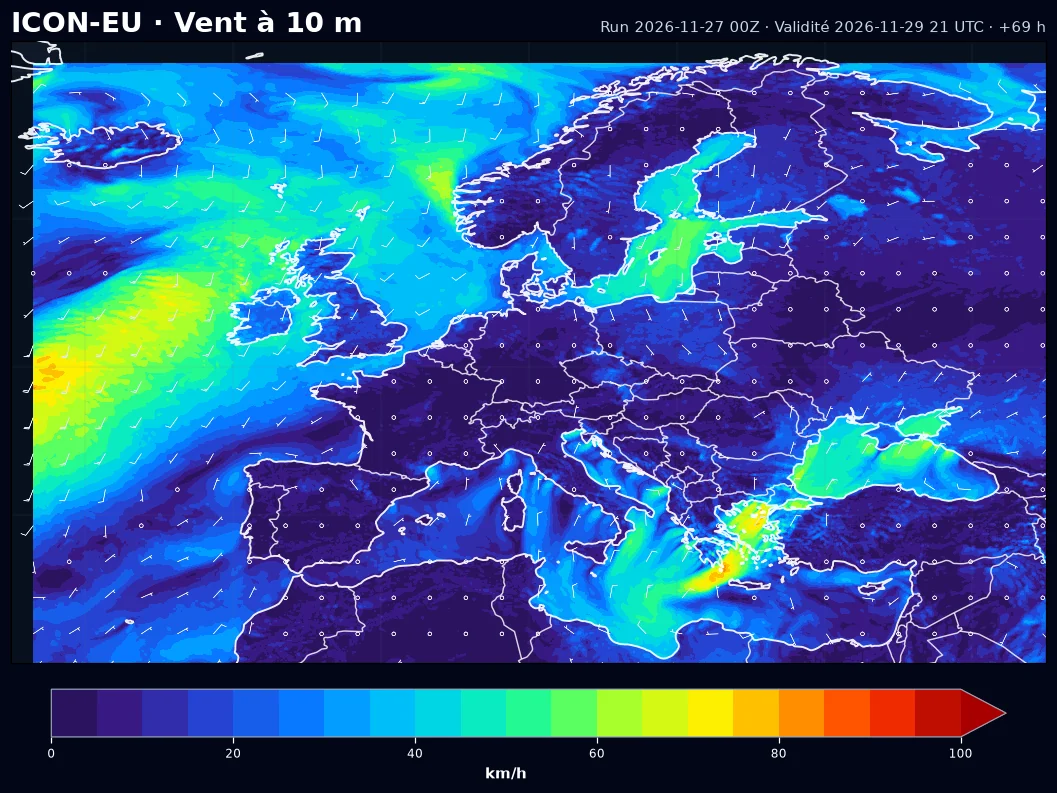 ICON-EU · Vent à 10 m
Run 2026-11-27 00Z · Validité 2026-11-29 21 UTC · +69 h
0 20 40 60 80 100
km/h